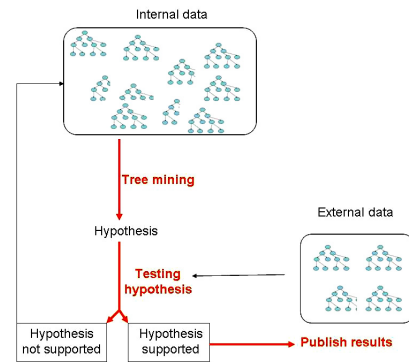 Internal data
Tree mining
Hypothesis
External data
Testing
hypothesis
Hypothesis
not supported
Hypothesis
supported
Publish results